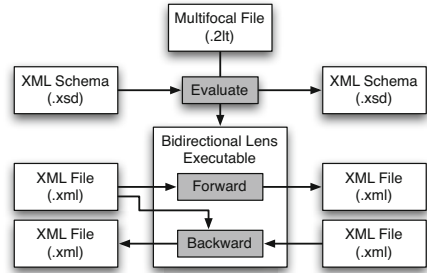 Multifocal File
(.2lt)
XML Schema
(.xsd)
Evaluate
XML Schema
(.xsd)
Bidirectional Lens
Executable
XML File
(.xml)
Forward
XML File
(.xml)
XML File
(.xml)
Backward
XML File
(.xml)